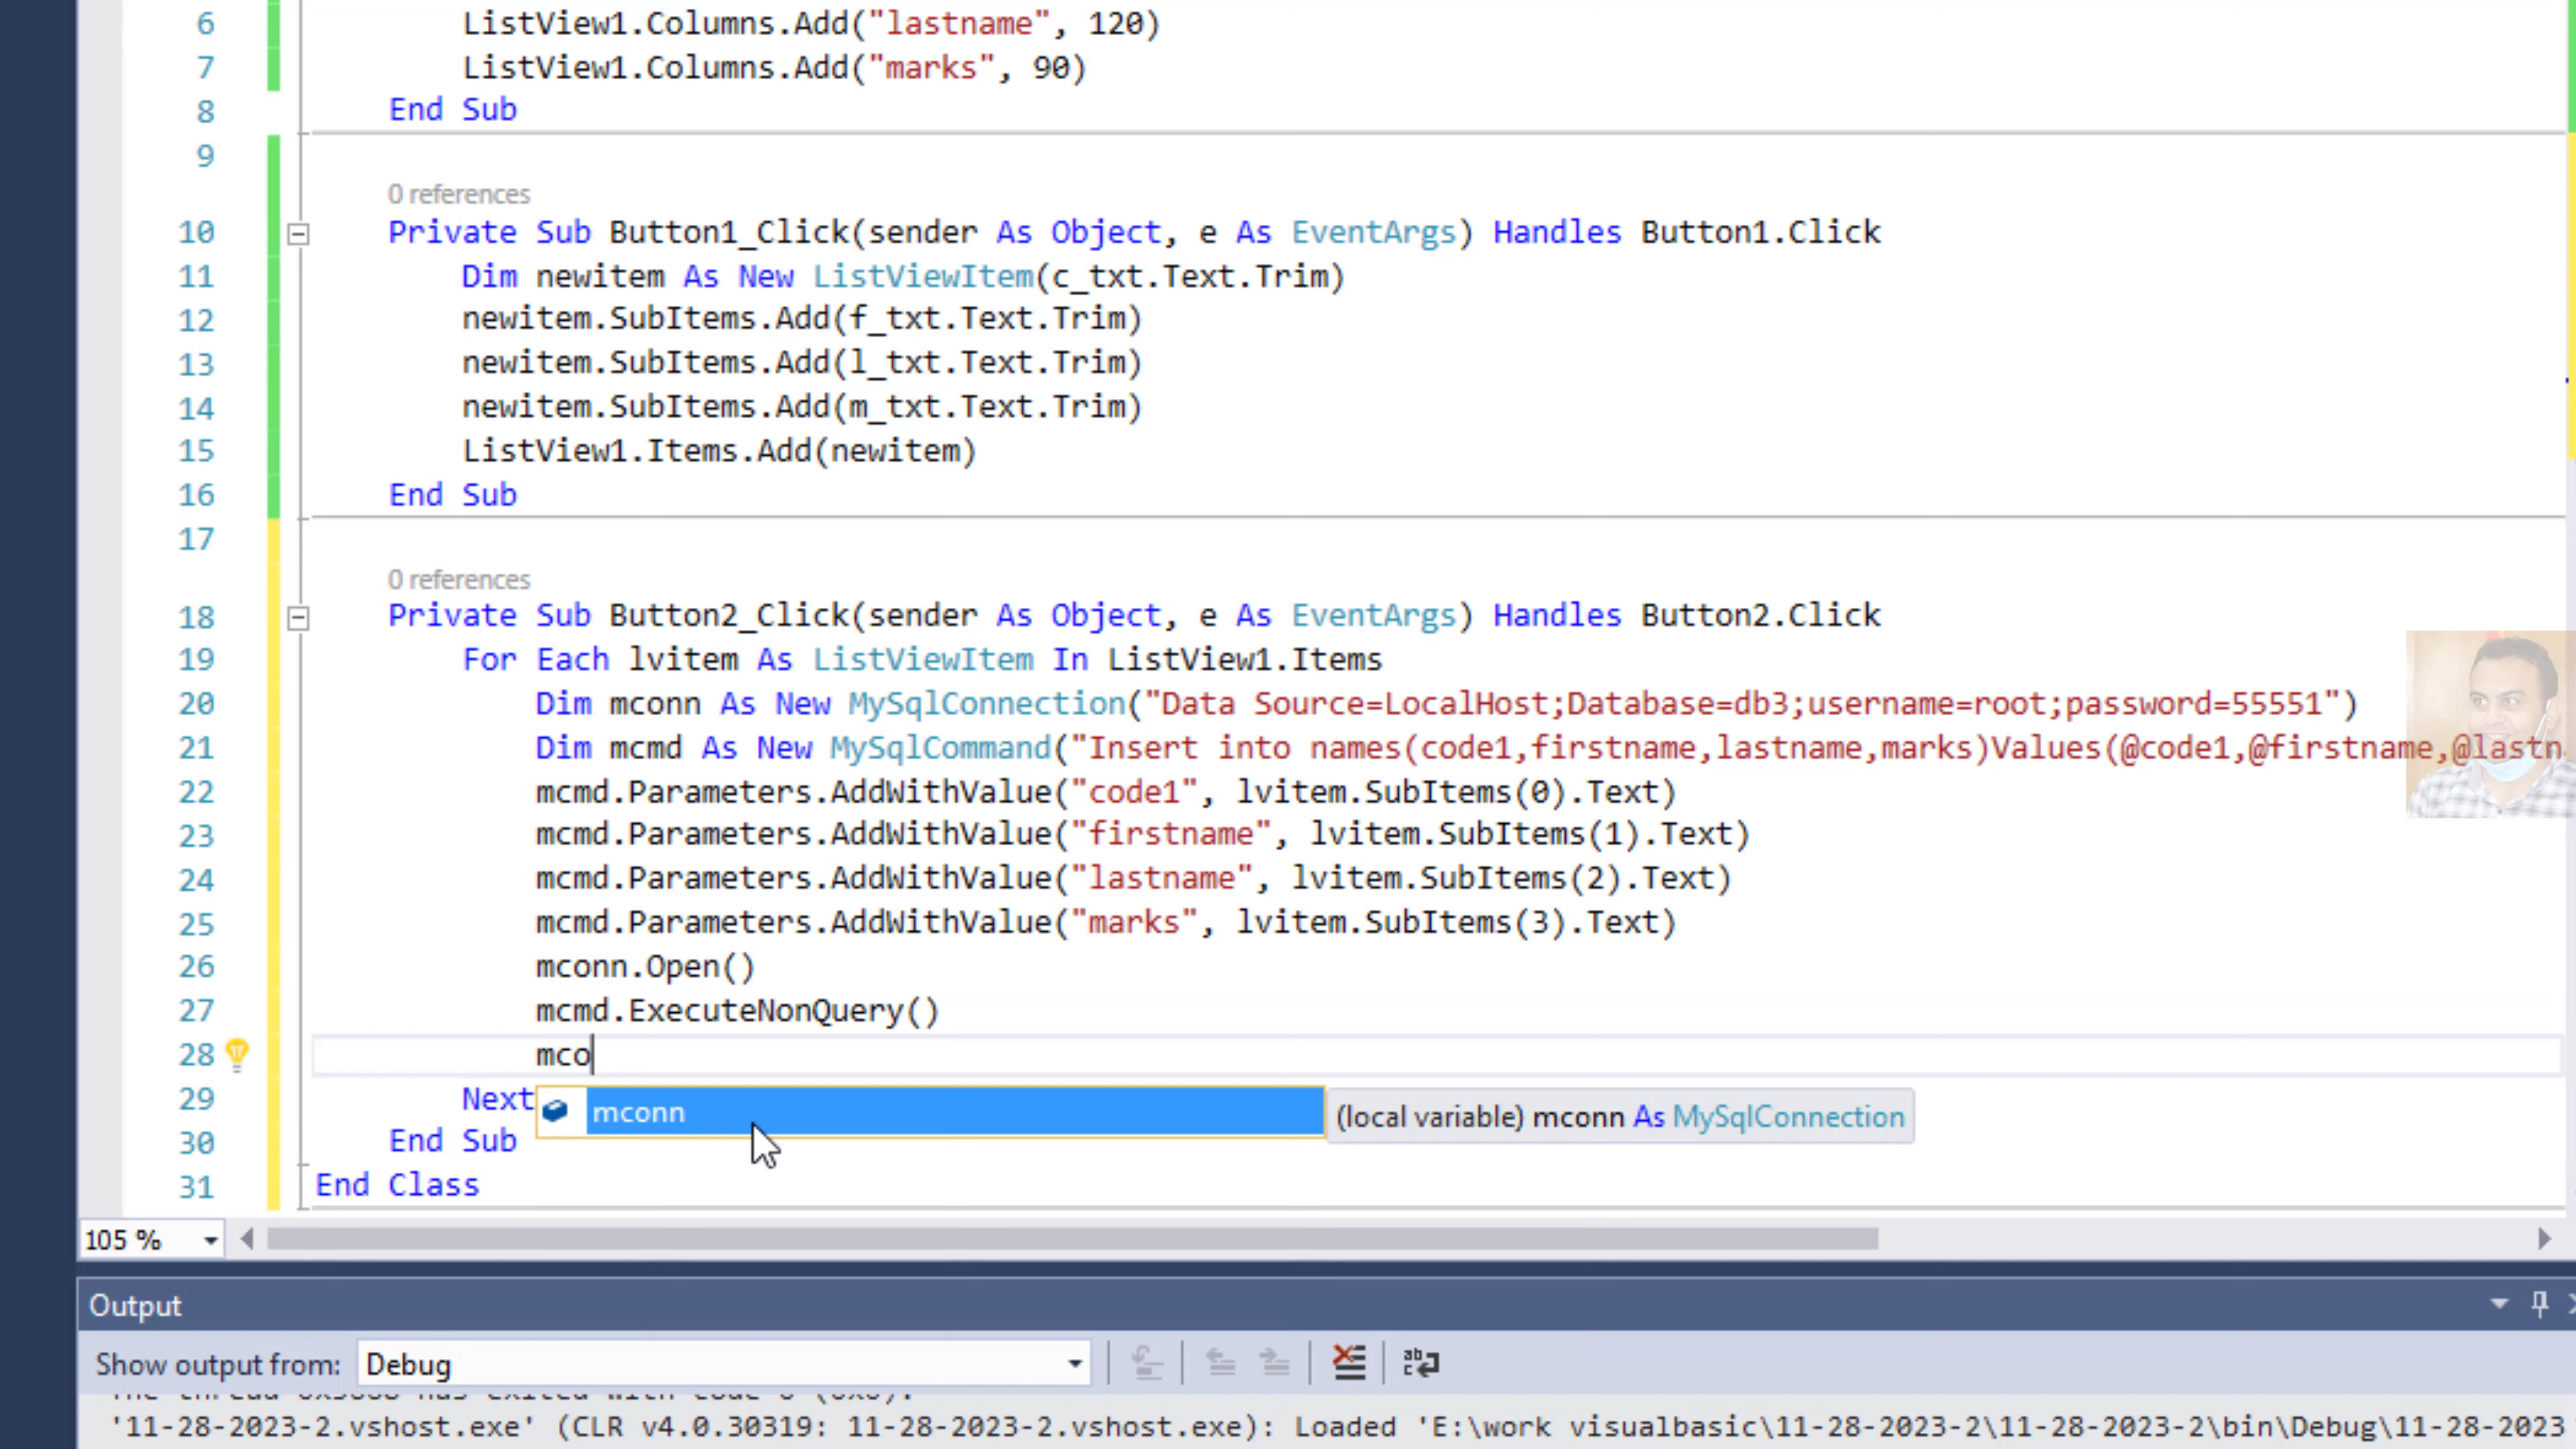 6 ListView1.Columns.Add("lastname", 120)
7 ListView1.Columns.Add("marks", 90)
8 End Sub
9
0 references
10 Private Sub Button1_Click(sender As Object, e As EventArgs) Handles Button1.Click
11 Dim newitem As New ListViewItem(c_txt.Text.Trim)
12 newitem.SubItems.Add(f_txt.Text.Trim)
13 newitem.SubItems.Add(l_txt.Text.Trim)
14 newitem.SubItems.Add(m_txt.Text.Trim)
15 ListView1.Items.Add(newitem)
16 End Sub
17
0 references
18 Private Sub Button2_Click(sender As Object, e As EventArgs) Handles Button2.Click
19 For Each lvitem As ListViewItem In ListView1.Items
20 Dim mconn As New MySqlConnection("Data Source=LocalHost;Database=db3;username=root;password=55551")
21 Dim mcmd As New MySqlCommand("Insert into names(code1,firstname,lastname,marks)Values(@code1,@firstname,@lastn
22 mcmd.Parameters.AddWithValue("code1", lvitem.SubItems(0).Text)
23 mcmd.Parameters.AddWithValue("firstname", lvitem.SubItems(1).Text)
24 mcmd.Parameters.AddWithValue("lastname", lvitem.SubItems(2).Text)
25 mcmd.Parameters.AddWithValue("marks", lvitem.SubItems(3).Text)
26 mconn.Open()
27 mcmd.ExecuteNonQuery()
28 mco
29 Next
mconn (local variable) mconn As MySqlConnection
30 End Sub
31 End Class
105 %
Output
Show output from: Debug
'11-28-2023-2.vshost.exe' (CLR v4.0.30319: 11-28-2023-2.vshost.exe): Loaded 'E:\work visualbasic\11-28-2023-2\11-28-2023-2\bin\Debug\11-28-2023